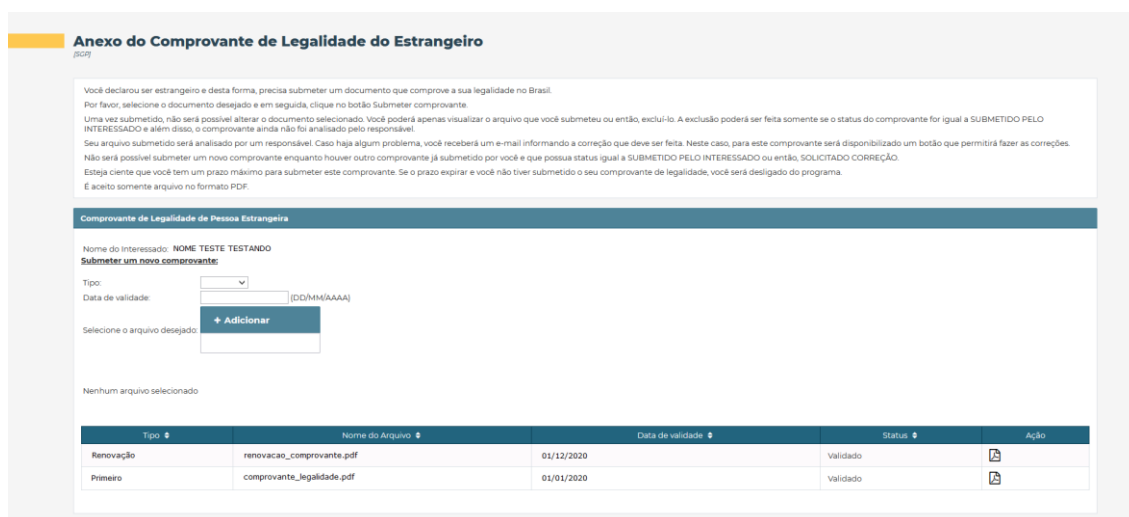 Anexo do Comprovante de Legalidade do Estrangeiro
[SGP]
Você declarou ser estrangeiro e desta forma, precisa submeter um documento que comprove a sua legalidade no Brasil.
Por favor, selecione o documento desejado e em seguida, clique no botão Submeter comprovante.
Uma vez submetido, não será possível alterar o documento selecionado. Você poderá apenas visualizar o arquivo que você submeteu ou então, excluí-lo. A exclusão poderá ser feita somente se o status do comprovante for igual a SUBMETIDO PELO
INTERESSADO e além disso, o comprovante ainda não foi analisado pelo responsável.
Seu arquivo submetido será analisado por um responsável. Caso haja algum problema, você receberá um e-mail informando a correção que deve ser feita. Neste caso, para este comprovante será disponibilizado um botão que permitirá fazer as correções.
Não será possível submeter um novo comprovante enquanto houver outro comprovante já submetido por você e que possua status igual a SUBMETIDO PELO INTERESSADO ou então, SOLICITADO CORREÇÃO.
Esteja ciente que você tem um prazo máximo para submeter este comprovante. Se o prazo expirar e você não tiver submetido o seu comprovante de legalidade, você será desligado do programa.
É aceito somente arquivo no formato PDF.
Comprovante de Legalidade de Pessoa Estrangeira
Nome do Interessado: NOME TESTE TESTANDO
Submeter um novo comprovante:
Tipo:
Data de validade: (DD/MM/AAAA)
+ Adicionar
Selecione o arquivo desejado:
Nenhum arquivo selecionado
Tipo Nome do Arquivo Data de validade Status Ação
Renovação renovacao_comprovante.pdf 01/12/2020 Validado
Primeiro comprovante_legalidade.pdf 01/01/2020 Validado